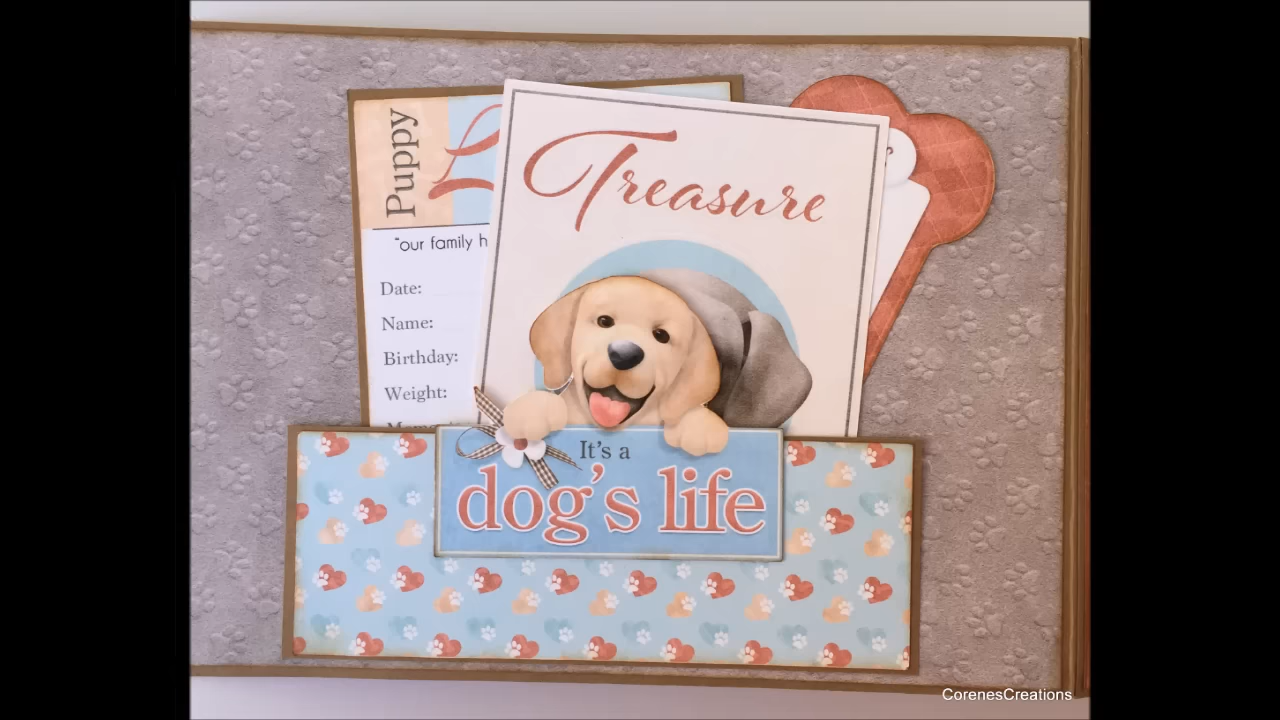 Puppy
Treasure
"our family h
Date:
Name:
Birthday:
Weight:
It's a
dog's life
CorenesCreations